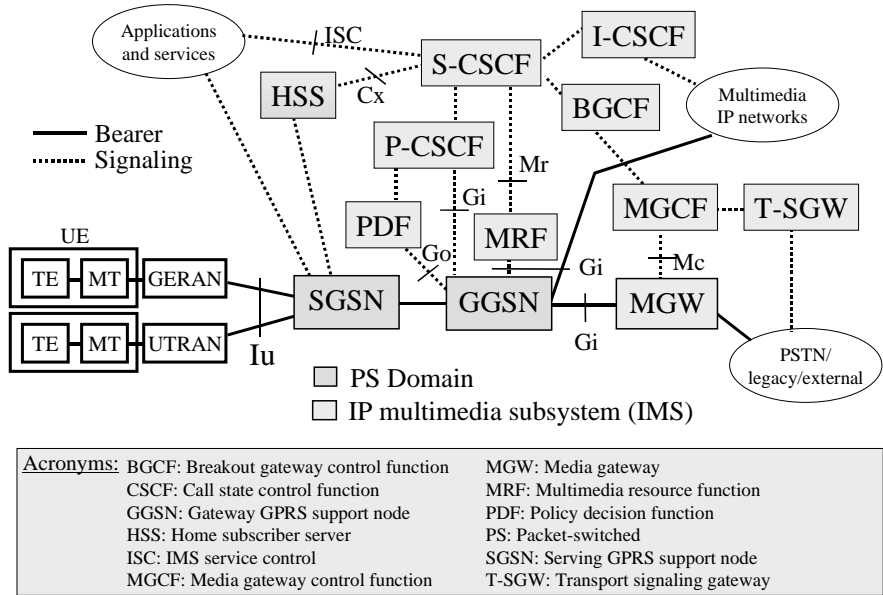 Applications
and services
ISC
S-CSCF
I-CSCF
HSS
Cx
BGCF
Multimedia
IP networks
Bearer
Signaling
P-CSCF
Mr
Gi
PDF
MRF
MGCF
T-SGW
UE
Go
Gi
Mc
TE
MT
GERAN
SGSN
GGSN
MGW
TE
MT
UTRAN
Iu
Gi
PSTN/
legacy/external
PS Domain
IP multimedia subsystem (IMS)
Acronyms:
BGCF: Breakout gateway control function
CSCF: Call state control function
GGSN: Gateway GPRS support node
HSS: Home subscriber server
ISC: IMS service control
MGCF: Media gateway control function
MGW: Media gateway
MRF: Multimedia resource function
PDF: Policy decision function
PS: Packet-switched
SGSN: Serving GPRS support node
T-SGW: Transport signaling gateway